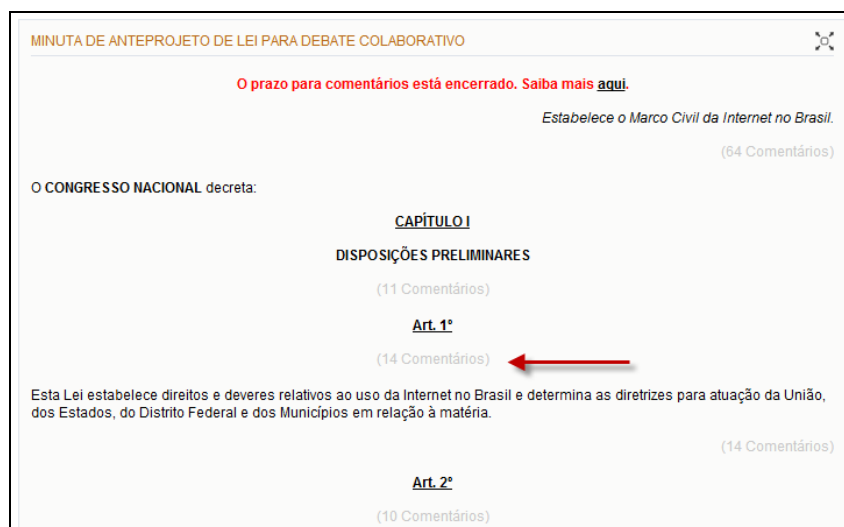 MINUTA DE ANTEPROJETO DE LEI PARA DEBATE COLABORATIVO
O prazo para comentários está encerrado. Saiba mais aqui.
Estabelece o Marco Civil da Internet no Brasil.
(64 Comentários)
O CONGRESSO NACIONAL decreta:
CAPÍTULO I
DISPOSIÇÕES PRELIMINARES
(11 Comentários)
Art. 1º
(14 Comentários)
Esta Lei estabelece direitos e deveres relativos ao uso da Internet no Brasil e determina as diretrizes para atuação da União,
dos Estados, do Distrito Federal e dos Municípios em relação à matéria.
(14 Comentários)
Art. 2º
(10 Comentários)